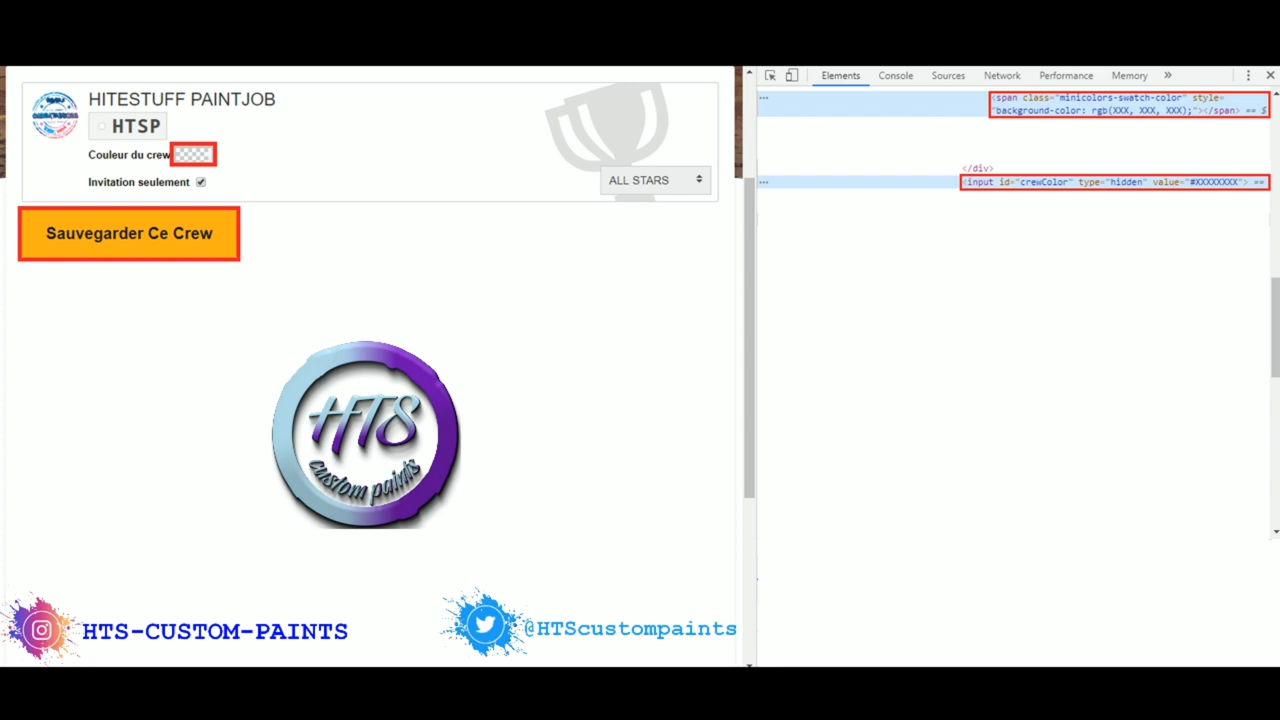 HITESTUFF PAINTJOB
HTSP
Couleur du crew
Invitation seulement
ALL STARS
Sauvegarder Ce Crew
HTS
custom paints
HTS-CUSTOM-PAINTS
@HTScustompaints
Elements Console Sources Network Performance Memory »
<span class="minicolors-swatch-color" style=
"background-color: rgb(XXX, XXX, XXX);"></span> == $
</div>
<input id="crewColor" type="hidden" value="#XXXXXXXX"> ==